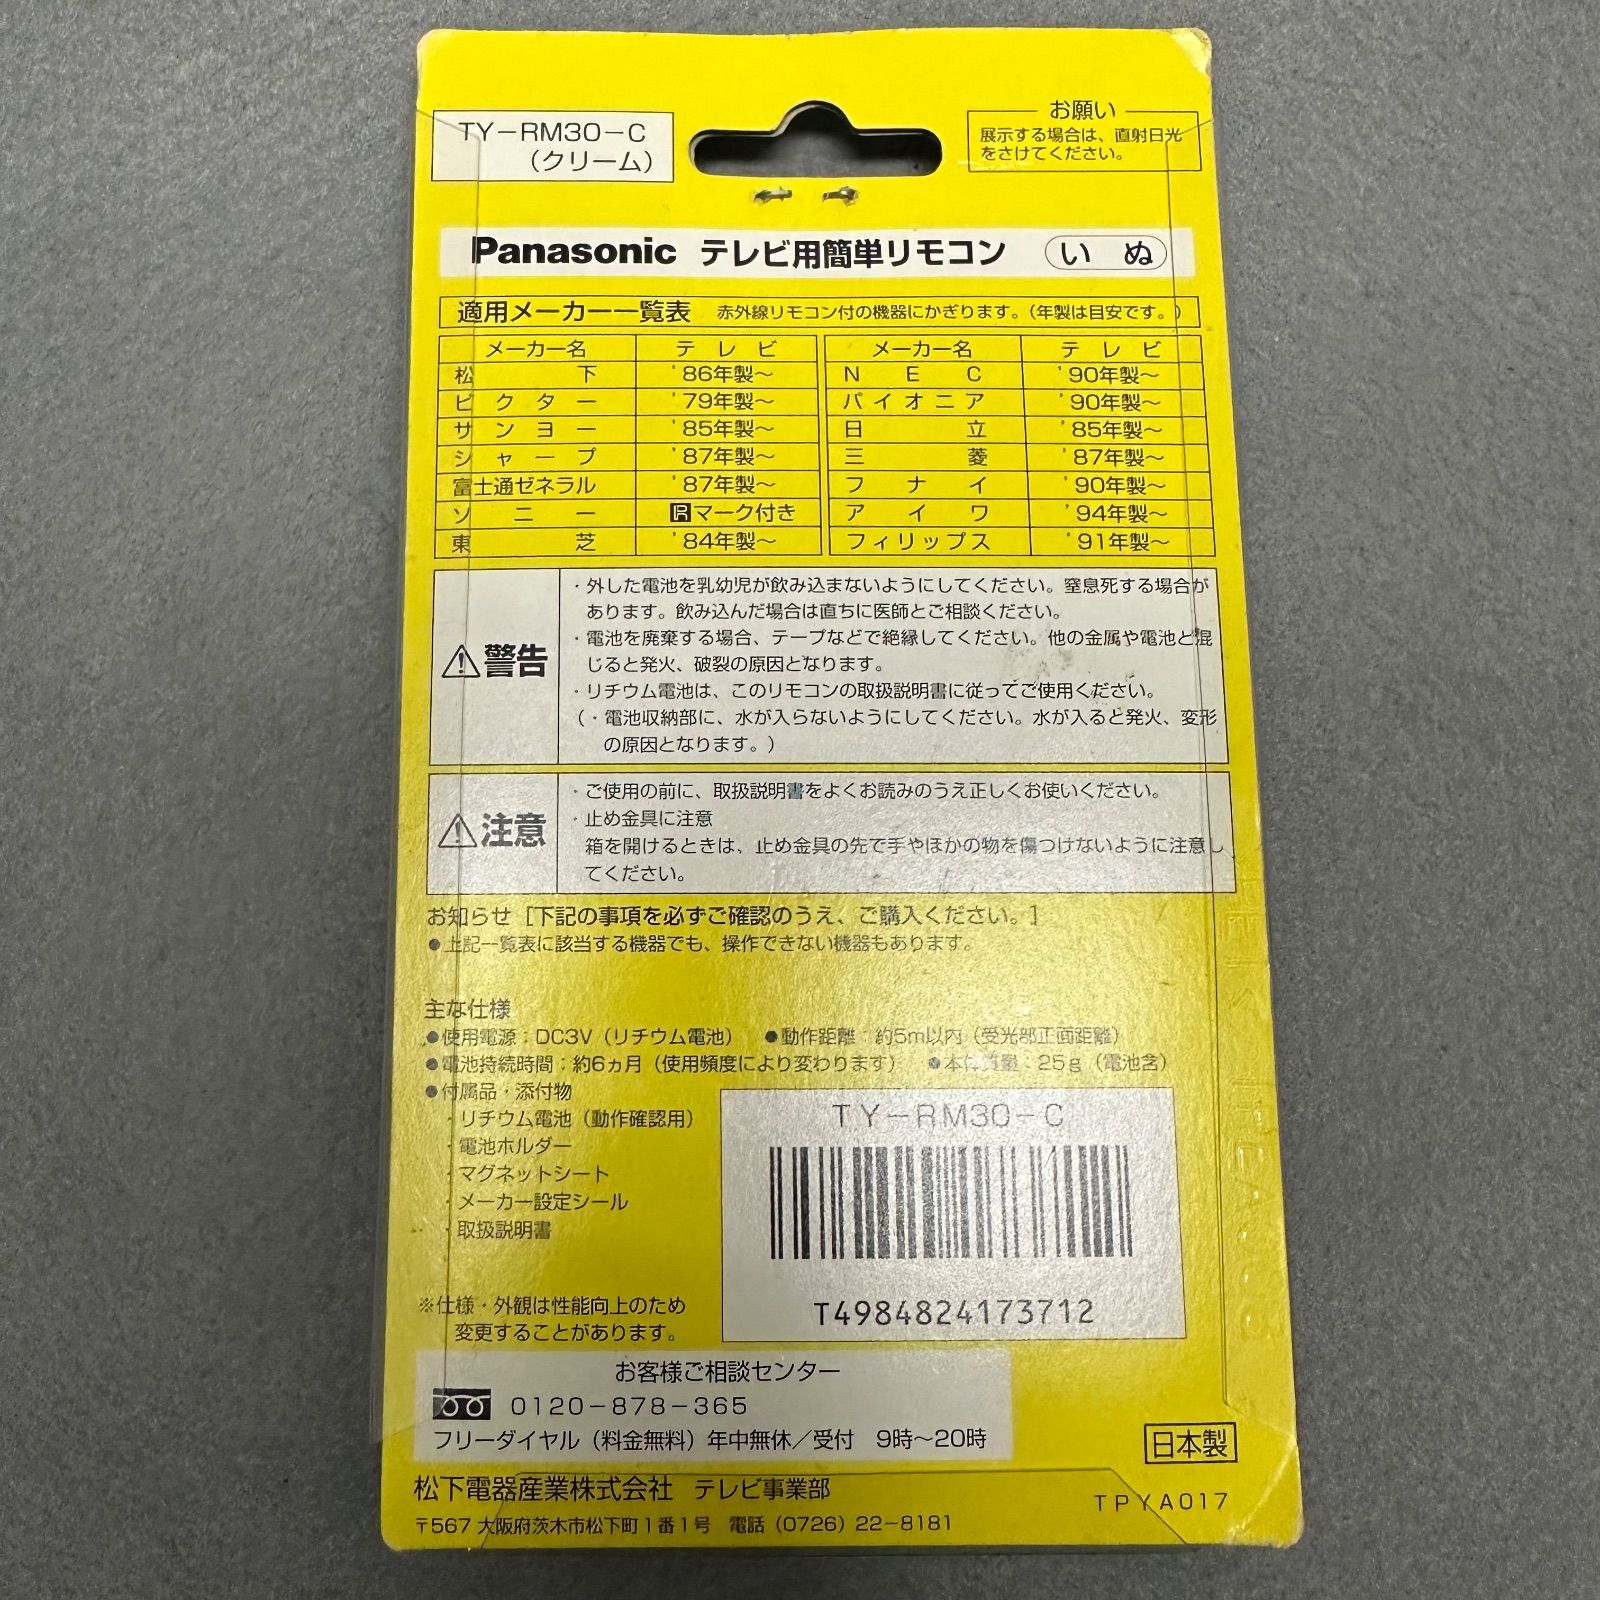 TY−RM30−C
（クリーム）
お願い
展示する場合は、直射日光
をさけてください。
Panasonic テレビ用簡単リモコン いぬ
適用メーカー一覧表 赤外線リモコン付の機器にかぎります。（年製は目安です。）
メーカー名 テレビ メーカー名 テレビ
松下 '86年製〜 NEC '90年製〜
ビクター '79年製〜 パイオニア '90年製〜
サンヨー '85年製〜 日立 '85年製〜
シャープ '87年製〜 三菱 '87年製〜
富士通ゼネラル '87年製〜 フナイ '90年製〜
ソニー Rマーク付き アイワ '94年製〜
東芝 '84年製〜 フィリップス '91年製〜
⚠警告
・外した電池を乳幼児が飲み込まないようにしてください。窒息死する場合が
あります。飲み込んだ場合は直ちに医師とご相談ください。
・電池を廃棄する場合、テープなどで絶縁してください。他の金属や電池と混
じると発火、破裂の原因となります。
・リチウム電池は、このリモコンの取扱説明書に従ってご使用ください。
（・電池収納部に、水が入らないようにしてください。水が入ると発火、変形
の原因となります。）
⚠注意
・ご使用の前に、取扱説明書をよくお読みのうえ正しくお使いください。
・止め金具に注意
箱を開けるときは、止め金具の先で手やほかの物を傷つけないように注意し
てください。
お知らせ［下記の事項を必ずご確認のうえ、ご購入ください。］
●上記一覧表に該当する機器でも、操作できない機器もあります。
主な仕様
●使用電源：DC3V（リチウム電池） ●動作距離：約5m以内（受光部正面距離）
●電池持続時間：約6ヵ月（使用頻度により変わります） ●本体質量：25g（電池含）
●付属品・添付物
・リチウム電池（動作確認用）
・電池ホルダー
・マグネットシート
・メーカー設定シール
・取扱説明書
TY−RM30−C
T4984824173712
※仕様・外観は性能向上のため
変更することがあります。
お客様ご相談センター
0120−878−365
フリーダイヤル（料金無料）年中無休／受付 9時〜20時
日本製
松下電器産業株式会社 テレビ事業部
TPYA017
〒567 大阪府茨木市松下町1番1号 電話（0726）22−8181